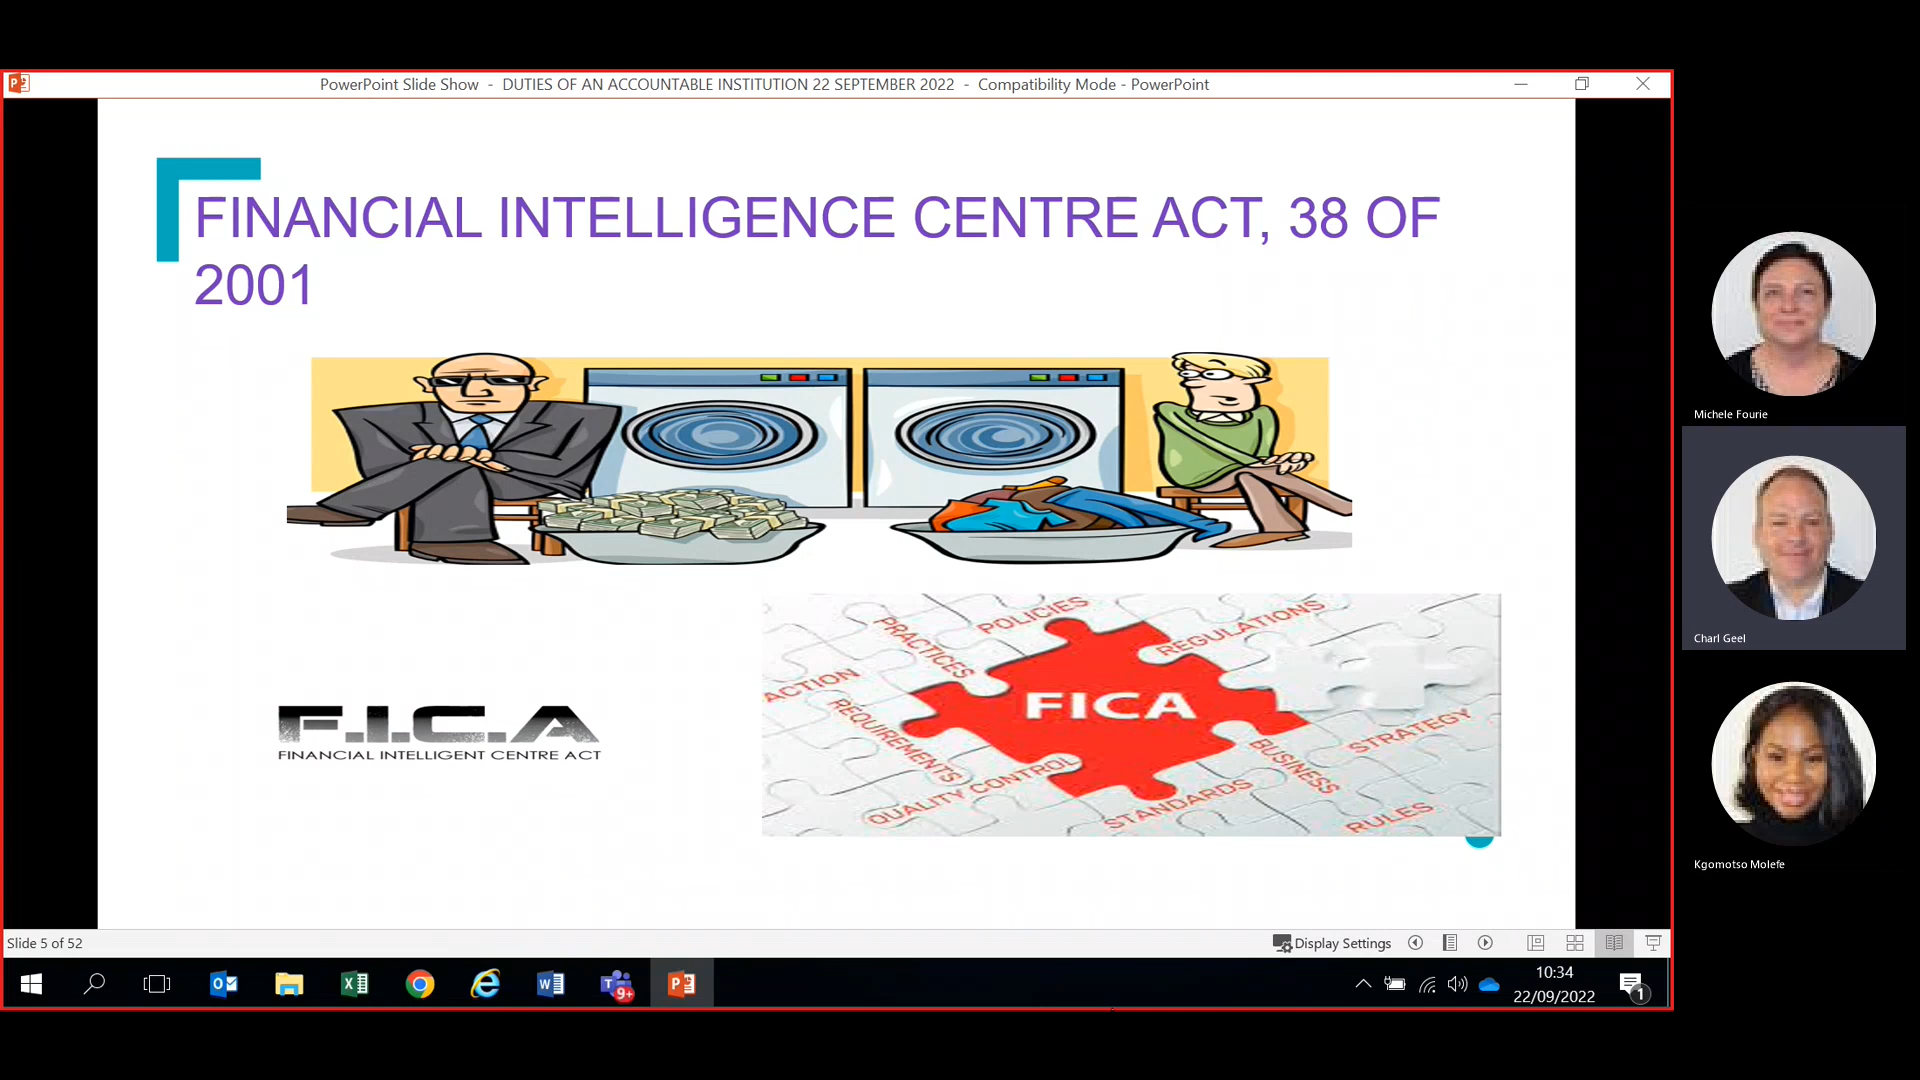 PowerPoint Slide Show - DUTIES OF AN ACCOUNTABLE INSTITUTION 22 SEPTEMBER 2022 - Compatibility Mode - PowerPoint
FINANCIAL INTELLIGENCE CENTRE ACT, 38 OF
2001
F.I.C.A
FINANCIAL INTELLIGENT CENTRE ACT
POLICIES
PRACTICES
REGULATIONS
ACTION
FICA
REQUIREMENTS
STRATEGY
BUSINESS
QUALITY CONTROL
STANDARDS
RULES
Michele Fourie
Charl Geel
Kgomotso Molefe
Slide 5 of 52
Display Settings
9+
10:34
22/09/2022
1